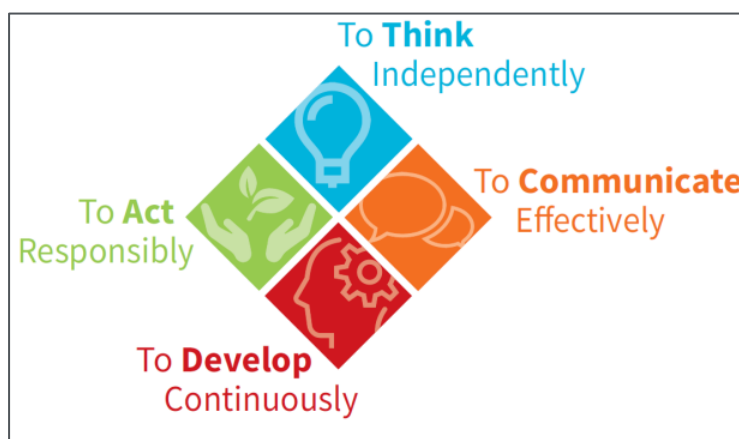 To Think
Independently
To Communicate
Effectively
To Act
Responsibly
To Develop
Continuously